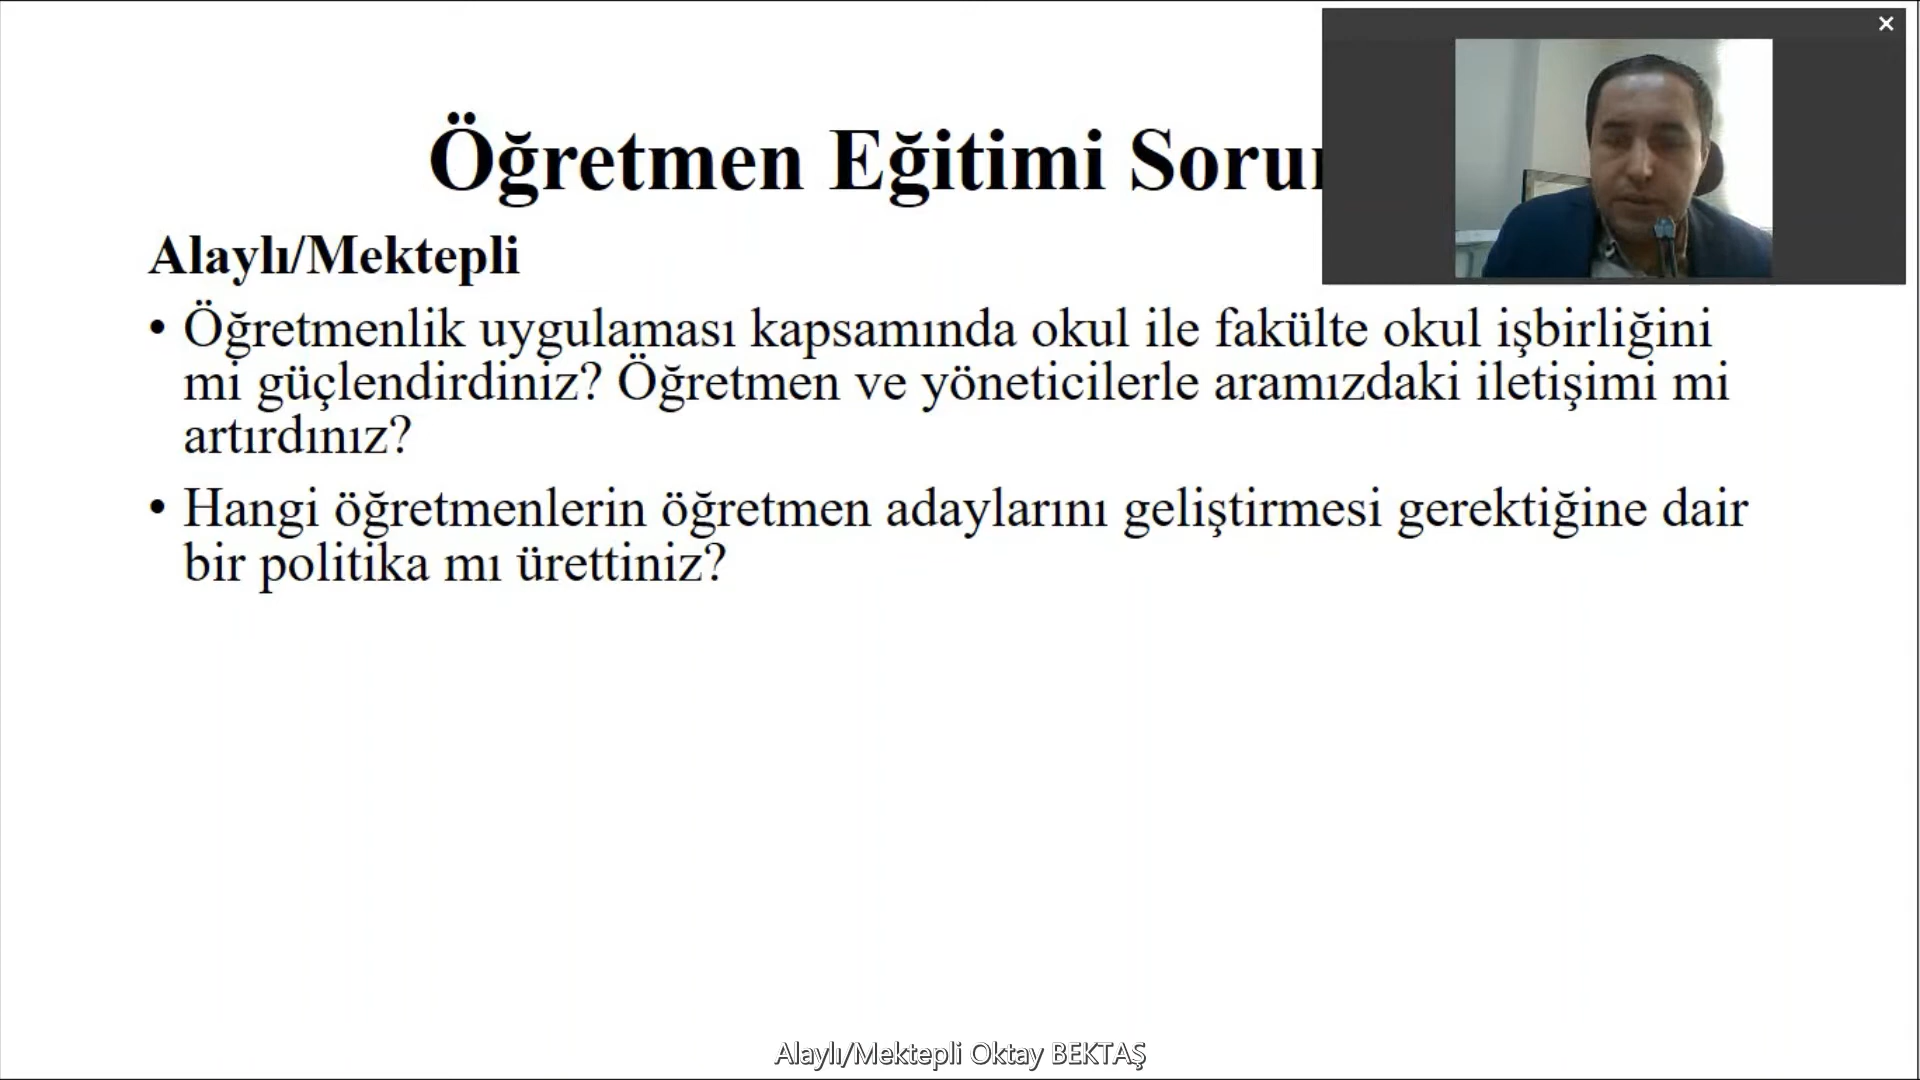 Öğretmen Eğitimi
Alaylı/Mektepli
• Öğretmenlik uygulaması kapsamında okul ile fakülte okul işbirliğini
mi güçlendirdiniz? Öğretmen ve yöneticilerle aramızdaki iletişimi mi
artırdınız?
• Hangi öğretmenlerin öğretmen adaylarını geliştirmesi gerektiğine dair
bir politika mı ürettiniz?
Alaylı/Mektepli Oktay BEKTAŞ